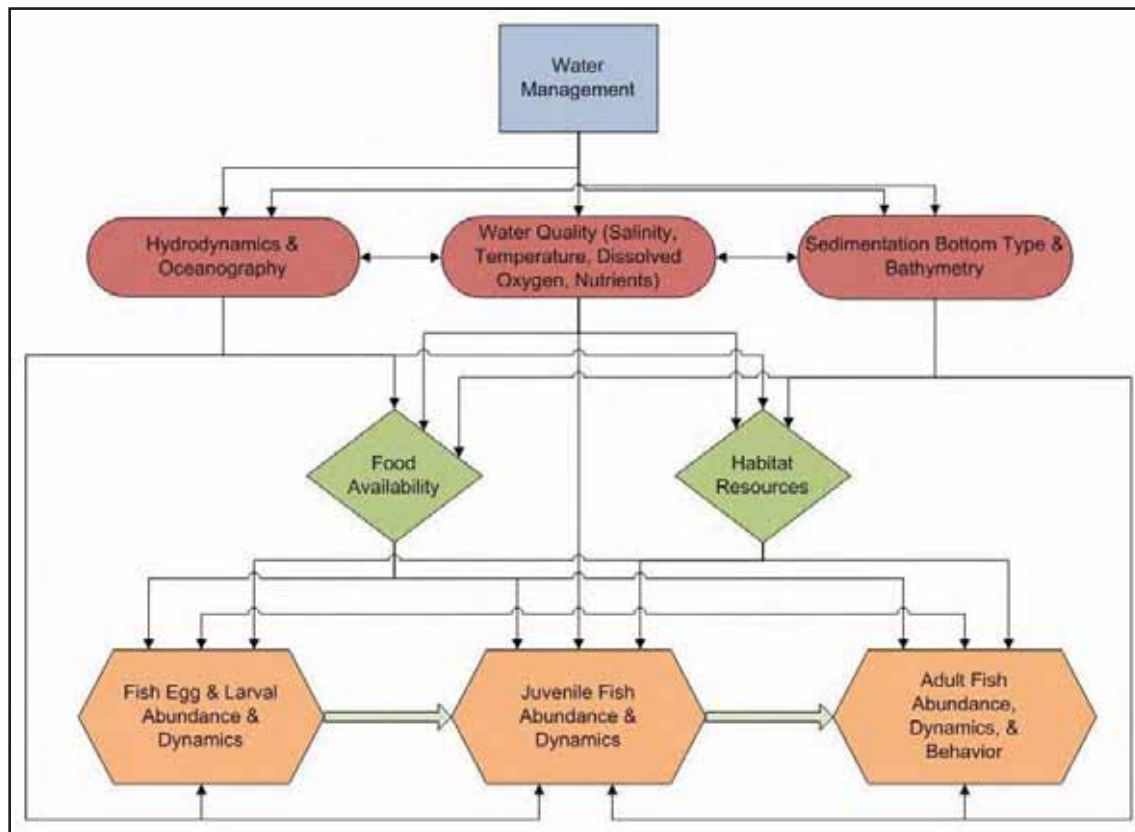 Water
Management
Hydrodynamics &
Oceanography
Water Quality (Salinity,
Temperature, Dissolved
Oxygen, Nutrients)
Sedimentation Bottom Type &
Bathymetry
Food
Availability
Habitat
Resources
Fish Egg & Larval
Abundance &
Dynamics
Juvenile Fish
Abundance &
Dynamics
Adult Fish
Abundance,
Dynamics, &
Behavior